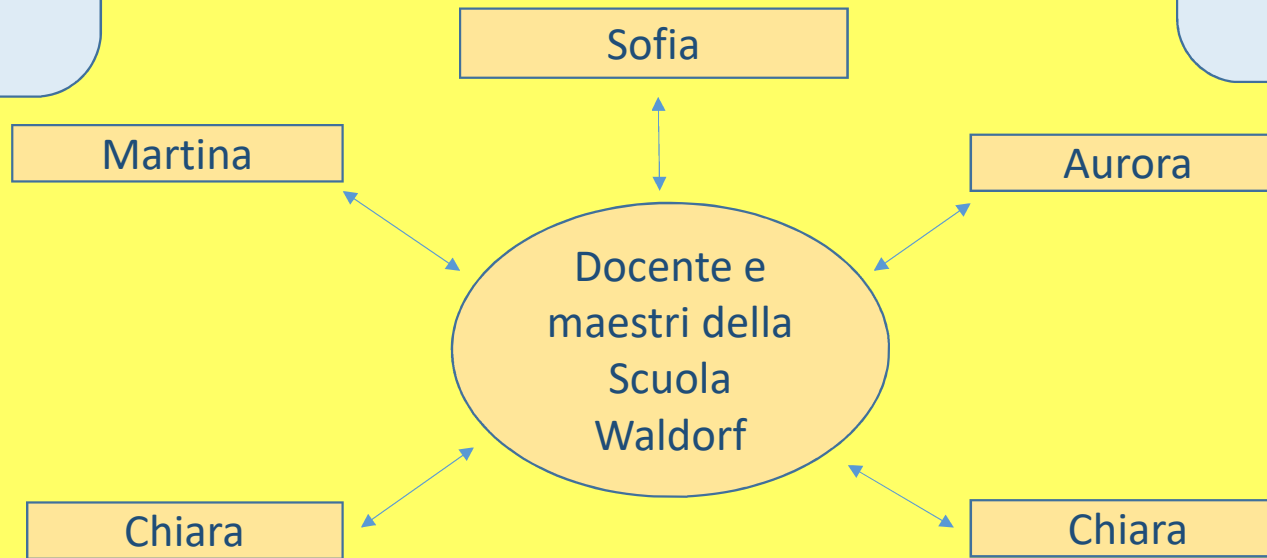 Sofia
Martina
Aurora
Docente e
maestri della
Scuola
Waldorf
Chiara
Chiara